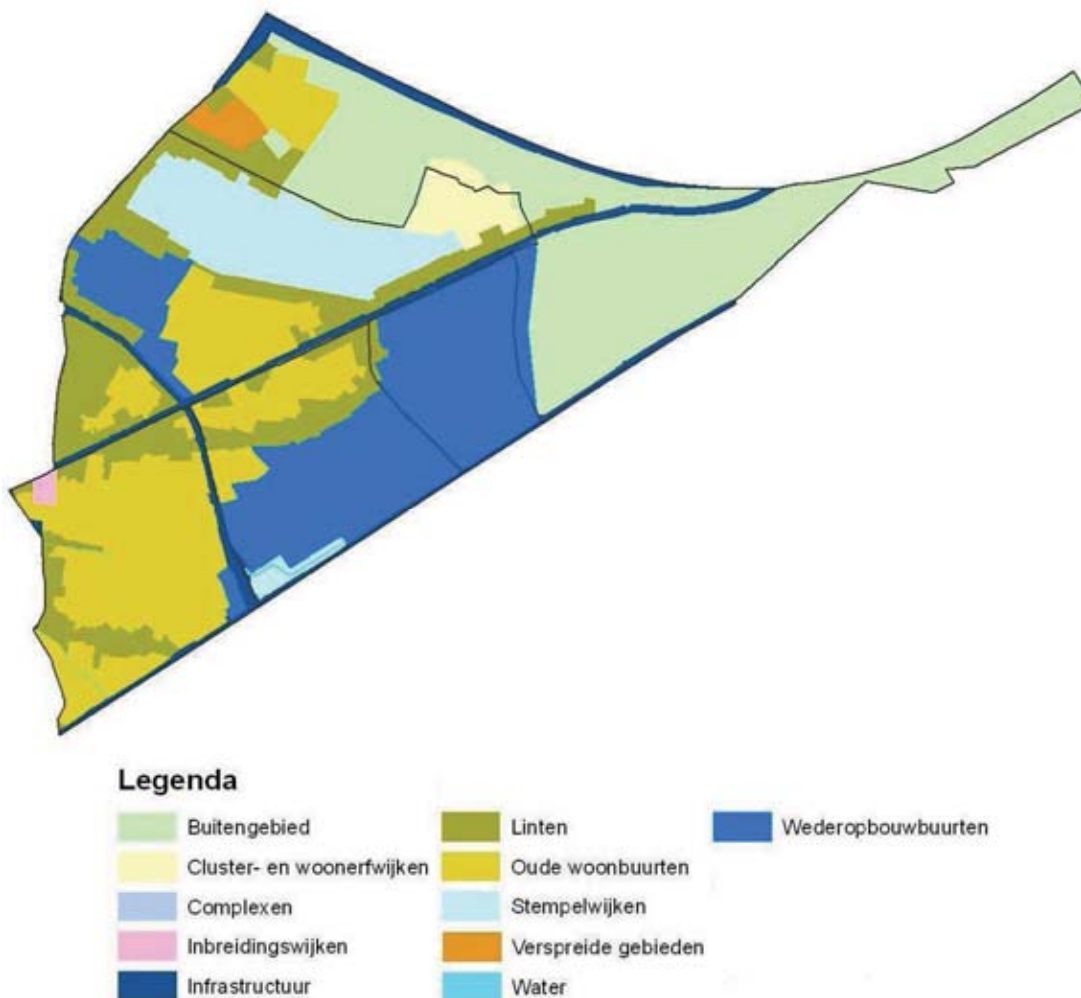 Legenda
Buitengebied
Cluster- en woonerfwijken
Complexen
Inbreidingswijken
Infrastructuur
Linten
Oude woonbuurten
Stempelwijken
Verspreide gebieden
Water
Wederopbouwbuurten